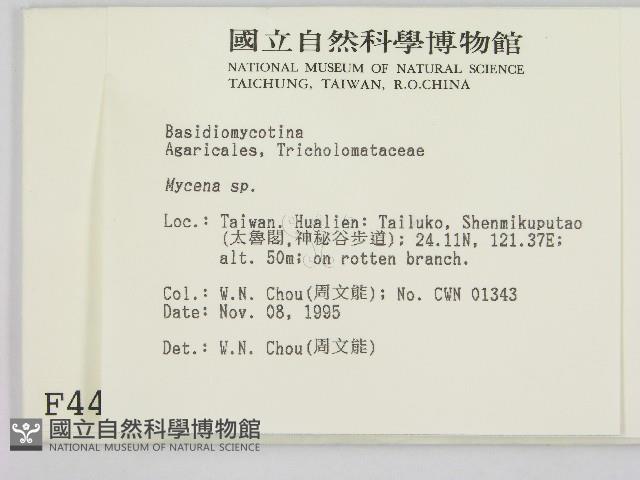 國立自然科學博物館
NATIONAL MUSEUM OF NATURAL SCIENCE
TAICHUNG, TAIWAN, R.O.CHINA
Basidiomycotina
Agaricales, Tricholomataceae
Mycena sp.
Loc.: Taiwan. Hualien: Tailuko, Shenmikuputao
(太魯閣,神秘谷步道); 24.11N, 121.37E;
alt. 50m; on rotten branch.
Col.: W.N. Chou(周文能); No. CWN 01343
Date: Nov. 08, 1995
Det.: W.N. Chou(周文能)
F44
國立自然科學博物館
NATIONAL MUSEUM OF NATURAL SCIENCE